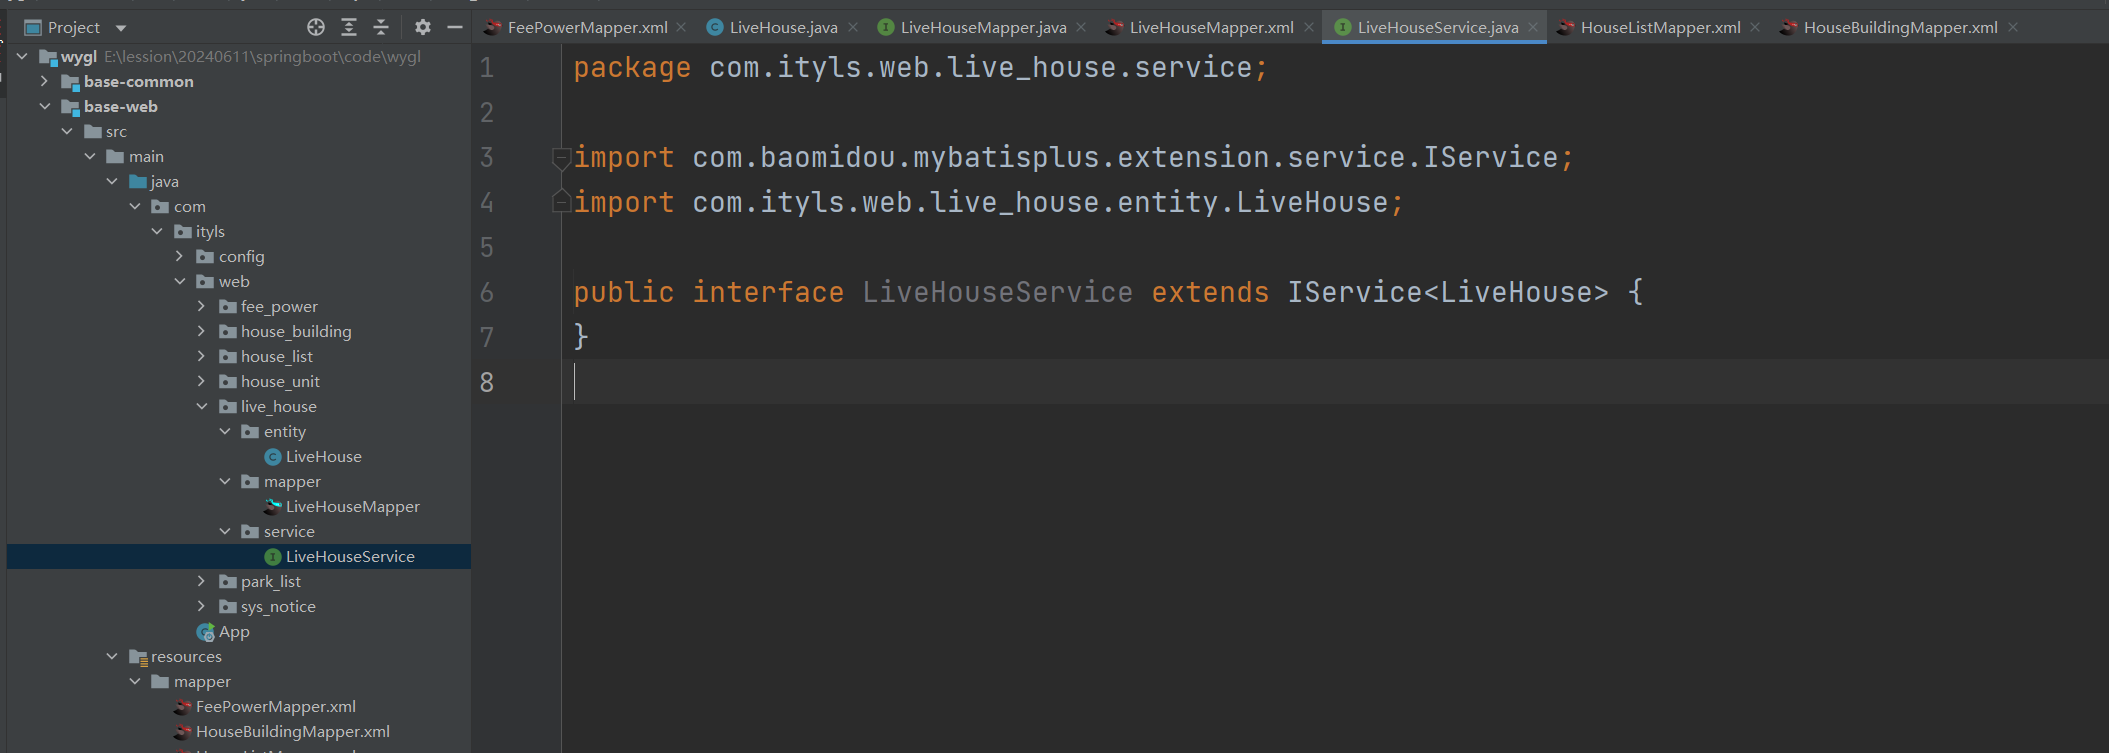 Project
FeePowerMapper.xml
LiveHouse.java
LiveHouseMapper.java
LiveHouseMapper.xml
LiveHouseService.java
HouseListMapper.xml
HouseBuildingMapper.xml
wygl E:\lession\20240611\springboot\code\wygl
base-common
base-web
src
main
java
com
ityls
config
web
fee_power
house_building
house_list
house_unit
live_house
entity
LiveHouse
mapper
LiveHouseMapper
service
LiveHouseService
park_list
sys_notice
App
resources
mapper
FeePowerMapper.xml
HouseBuildingMapper.xml
1 package com.ityls.web.live_house.service;
2
3 import com.baomidou.mybatisplus.extension.service.IService;
4 import com.ityls.web.live_house.entity.LiveHouse;
5
6 public interface LiveHouseService extends IService<LiveHouse> {
7 }
8